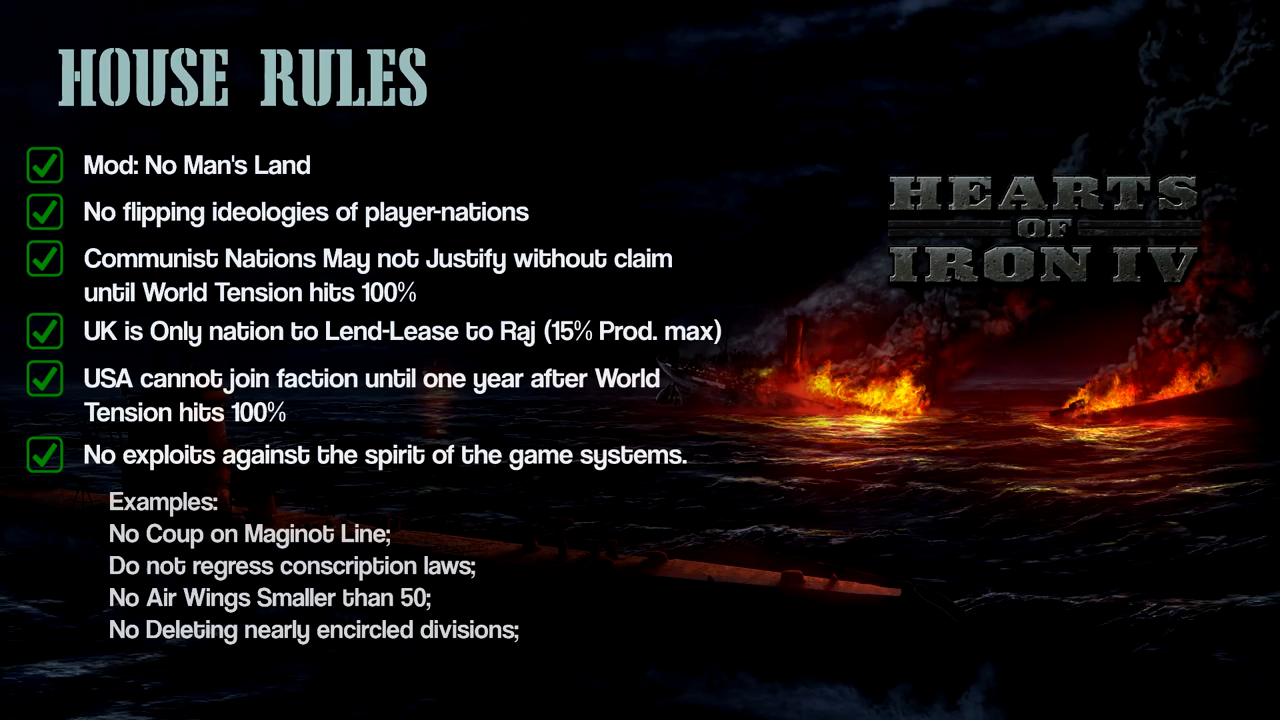 HOUSE RULES
Mod: No Man's Land
No flipping ideologies of player-nations
Communist Nations May not Justify without claim
until World Tension hits 100%
UK is Only nation to Lend-Lease to Raj (15% Prod. max)
USA cannot join faction until one year after World
Tension hits 100%
No exploits against the spirit of the game systems.
Examples:
No Coup on Maginot Line;
Do not regress conscription laws;
No Air Wings Smaller than 50;
No Deleting nearly encircled divisions;
HEARTS
OF
IRON IV